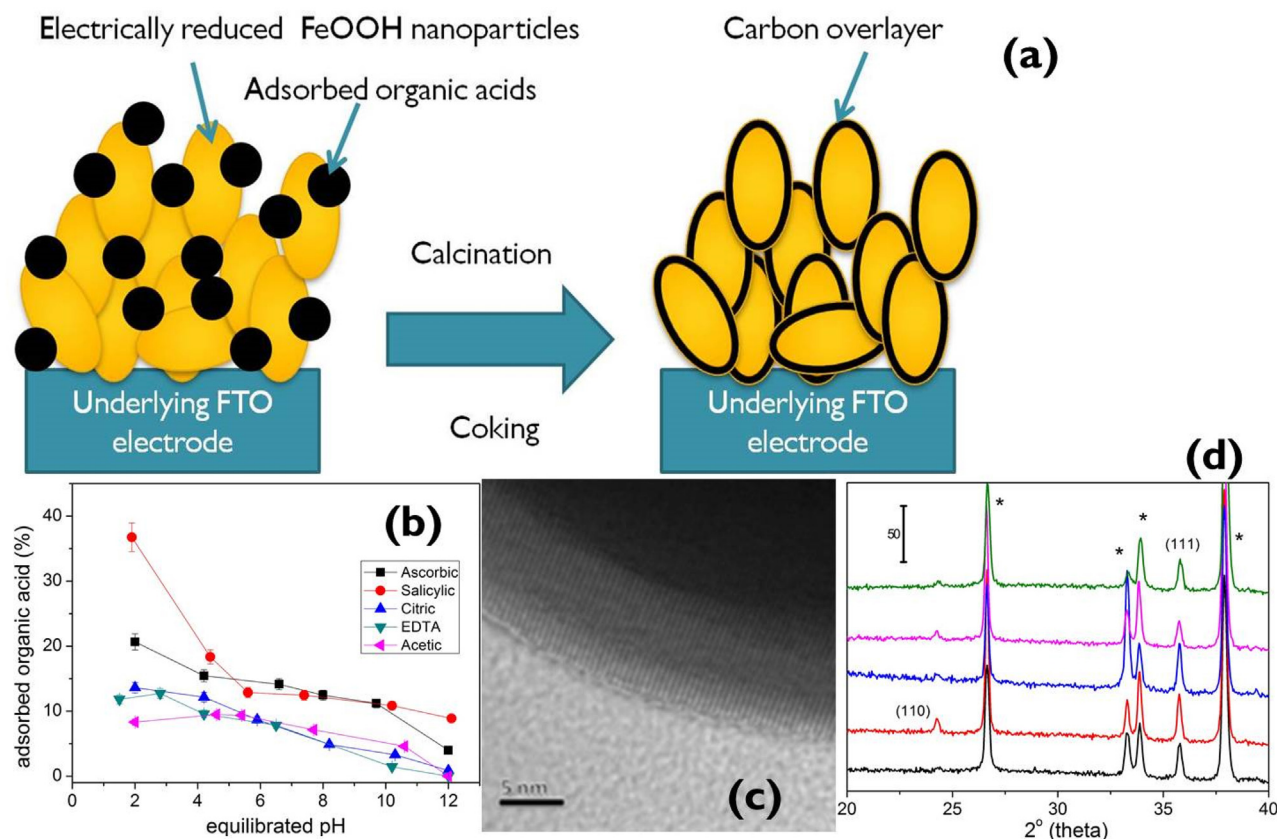 Electrically reduced FeOOH nanoparticles
Adsorbed organic acids
Carbon overlayer
(a)
Calcination
Coking
Underlying FTO
electrode
Underlying FTO
electrode
(b)
adsorbed organic acid (%)
40
30
20
10
0
0 2 4 6 8 10 12
equilibrated pH
Ascorbic
Salicylic
Citric
EDTA
Acetic
5 nm
(c)
(d)
50
*
*
*
(111)
*
(110)
20 25 30 35 40
2° (theta)